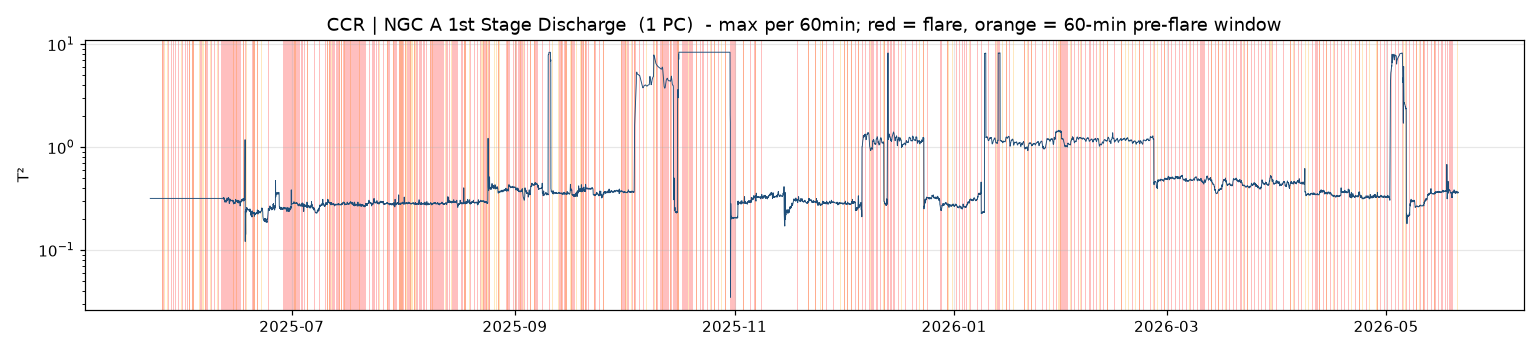 CCR | NGC A 1st Stage Discharge  (1 PC)  - max per 60min; red = flare, orange = 60-min pre-flare window
T²
10¹
10⁰
10⁻¹
2025-07 2025-09 2025-11 2026-01 2026-03 2026-05